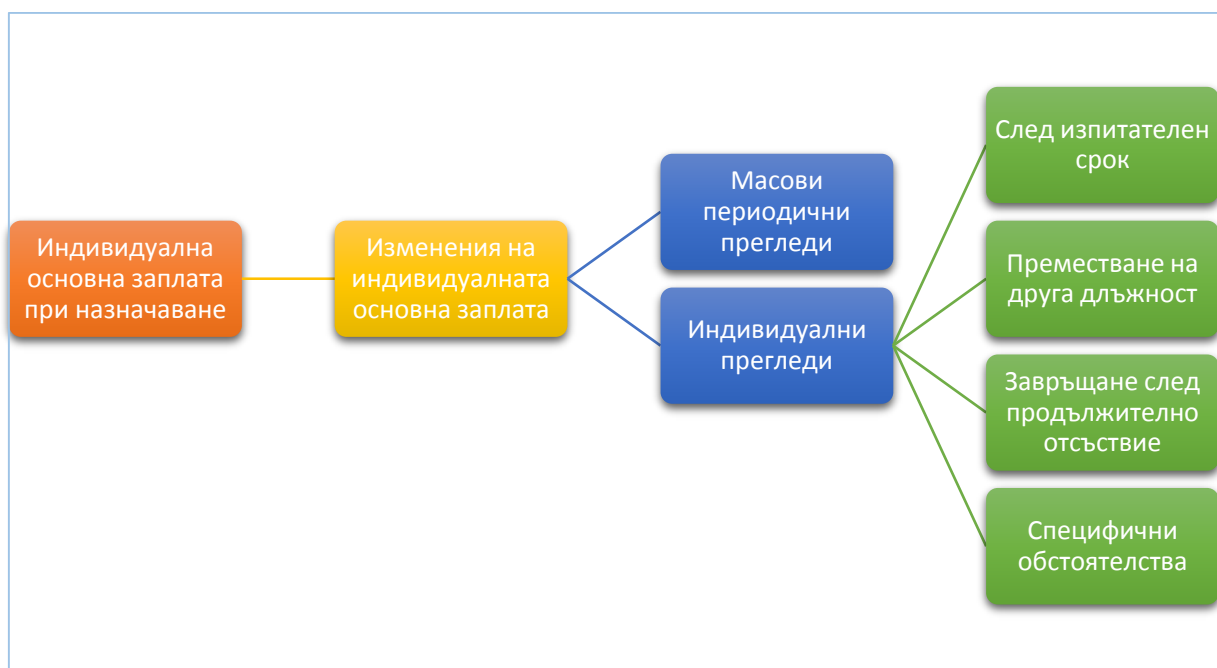 Индивидуална
основна заплата
при назначаване
Изменения на
индивидуалната
основна заплата
Масови
периодични
прегледи
Индивидуални
прегледи
След изпитателен
срок
Преместване на
друга длъжност
Завръщане след
продължително
отсъствие
Специфични
обстоятелства